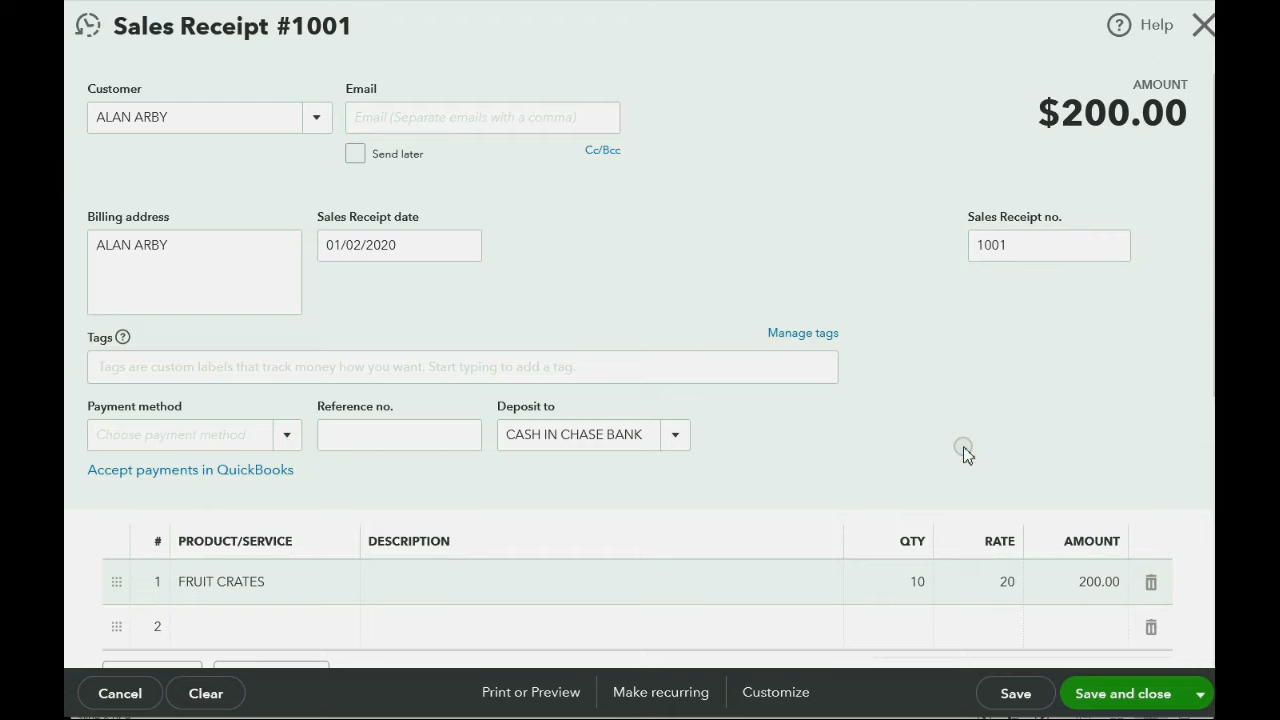 Sales Receipt #1001
Help
Customer
Email
AMOUNT
ALAN ARBY
Email (Separate emails with a comma)
$200.00
Send later
Cc/Bcc
Billing address
Sales Receipt date
Sales Receipt no.
ALAN ARBY
01/02/2020
1001
Tags
Manage tags
Tags are custom labels that track money how you want. Start typing to add a tag.
Payment method
Reference no.
Deposit to
Choose payment method
CASH IN CHASE BANK
Accept payments in QuickBooks
# PRODUCT/SERVICE DESCRIPTION QTY RATE AMOUNT
1 FRUIT CRATES 10 20 200.00
2
Cancel
Clear
Print or Preview
Make recurring
Customize
Save
Save and close